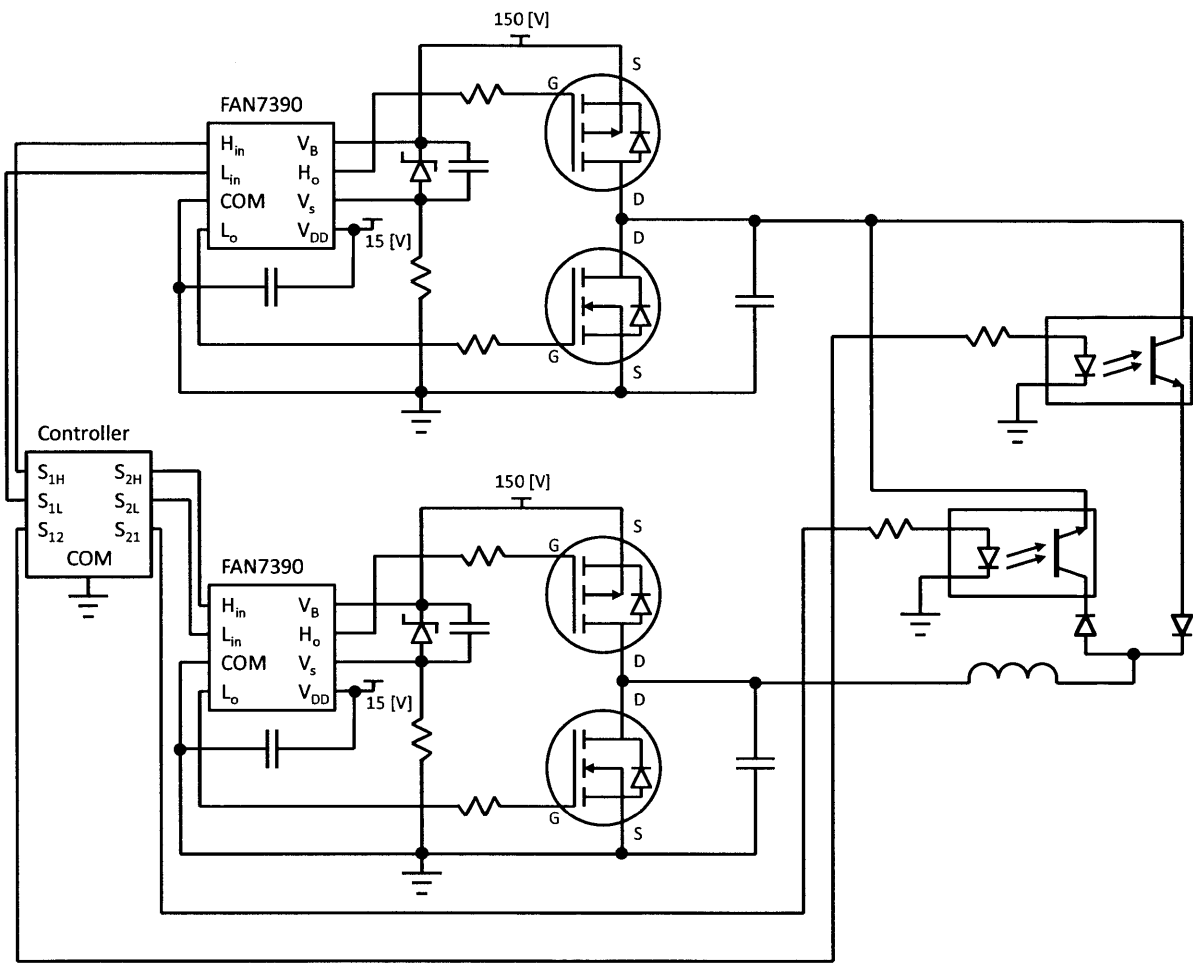 150 [V]
S
G
FAN7390
H_in V_B
L_in H_o
COM V_s
L_o V_DD
15 [V]
D
D
G
S
Controller
S_1H S_2H
S_1L S_2L
S_12 S_21
COM
150 [V]
S
G
FAN7390
H_in V_B
L_in H_o
COM V_s
L_o V_DD
15 [V]
D
D
G
S